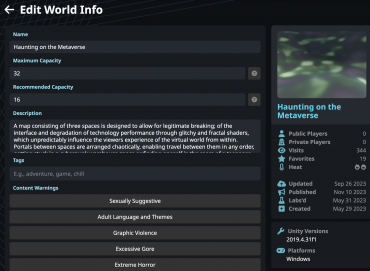 ← Edit World Info
Name
Haunting on the Metaverse
Maximum Capacity
32
Recommended Capacity
16
Description
A map consisting of three spaces is designed to allow for legitimate breaking; of the
interface and degradation of technology performance through glitchy and fractal shaders,
which unpredictably influence the viewers experience of the virtual world from within.
Portals between spaces are arranged chaotically, enabling travel between them in any order,
Tags
E.g., adventure, game, chill
Content Warnings
Sexually Suggestive
Adult Language and Themes
Graphic Violence
Excessive Gore
Extreme Horror
Haunting on the
Metaverse
Public Players 0
Private Players 0
Visits 344
Favorites 19
Heat
Updated Sep 26 2023
Published Nov 10 2023
Labs'd May 31 2023
Created May 29 2023
Unity Versions
2019.4.31f1
Platforms
Windows